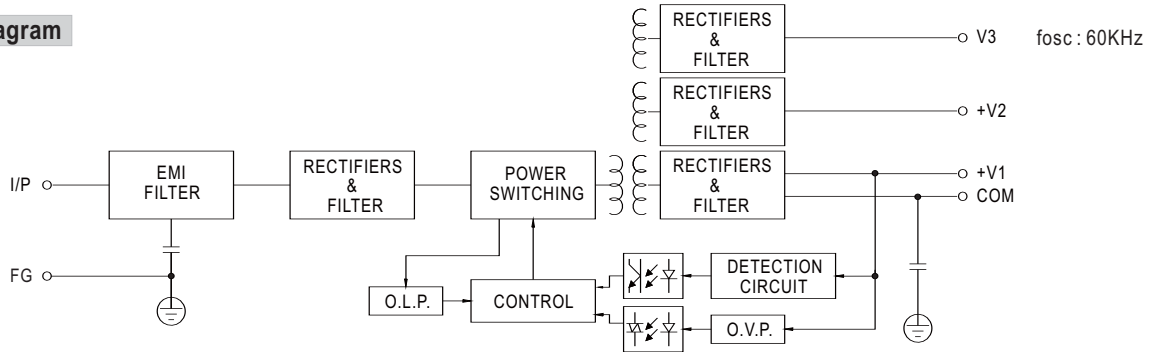 agram
RECTIFIERS
&
FILTER
V3
fosc : 60KHz
RECTIFIERS
&
FILTER
+V2
I/P
EMI
FILTER
RECTIFIERS
&
FILTER
POWER
SWITCHING
RECTIFIERS
&
FILTER
+V1
COM
FG
O.L.P.
CONTROL
DETECTION
CIRCUIT
O.V.P.